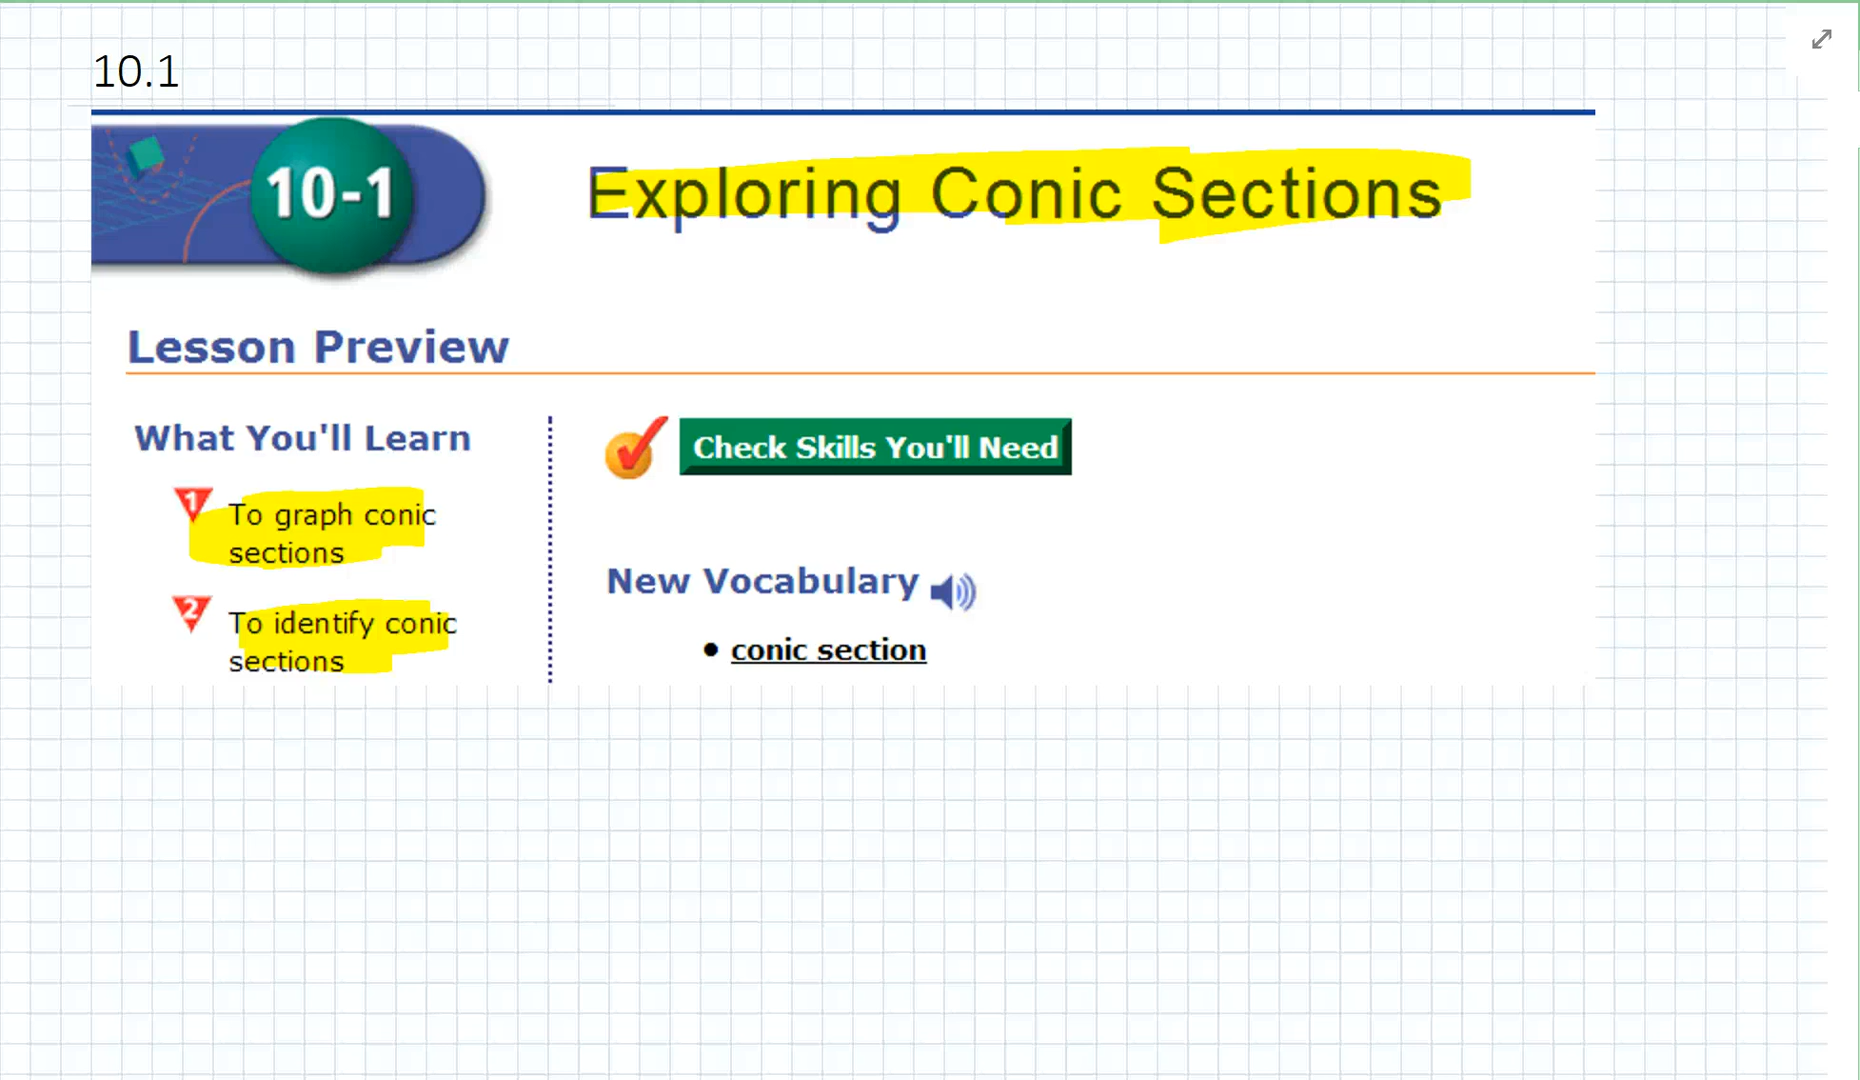 10.1
10-1
Exploring Conic Sections
Lesson Preview
What You'll Learn
1 To graph conic
sections
2 To identify conic
sections
Check Skills You'll Need
New Vocabulary
• conic section